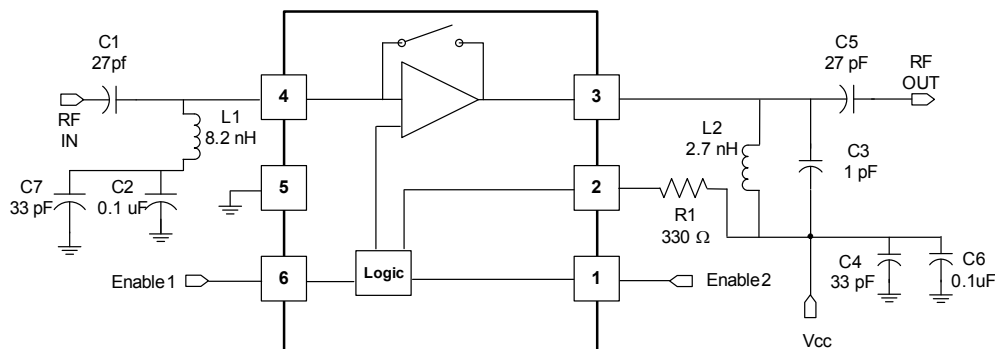 C1
27pf
RF
IN
L1
8.2 nH
C7
33 pF
C2
0.1 uF
Enable1
4
5
6
Logic
3
2
1
R1
330 Ω
Enable2
L2
2.7 nH
C5
27 pF
RF
OUT
C3
1 pF
C4
33 pF
C6
0.1uF
Vcc